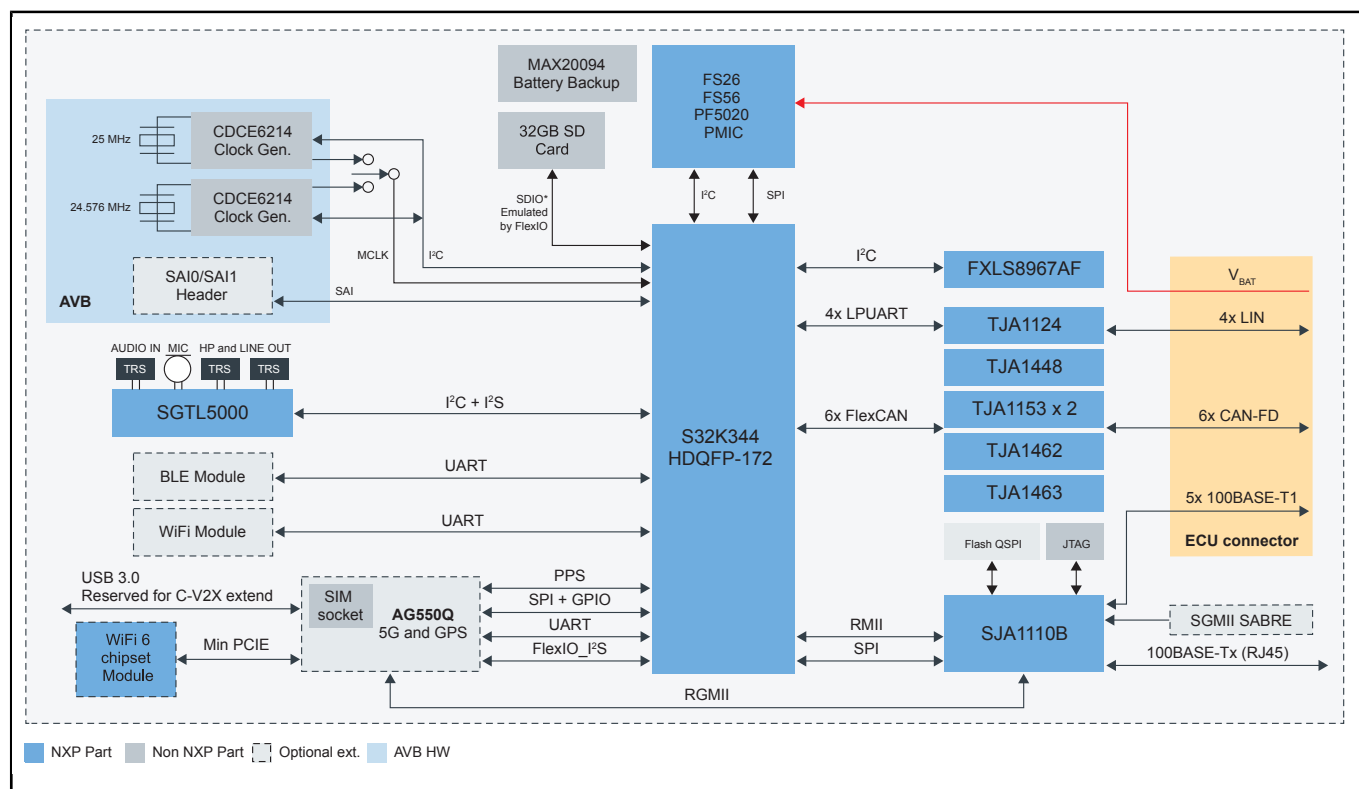 MAX20094
Battery Backup
FS26
FS56
PF5020
PMIC
25 MHz
CDCE6214
Clock Gen.
32GB SD
Card
24.576 MHz
CDCE6214
Clock Gen.
SDIO*
Emulated
by FlexIO
I²C
SPI
MCLK
I²C
SAI0/SAI1
Header
AVB
SAI
I²C
FXLS8967AF
V_BAT
4x LPUART
TJA1124
4x LIN
AUDIO IN
MIC
HP and LINE OUT
TRS
TRS
TRS
SGTL5000
I²C + I²S
TJA1448
6x FlexCAN
TJA1153 x 2
6x CAN-FD
S32K344
HDQFP-172
TJA1462
TJA1463
BLE Module
UART
WiFi Module
UART
5x 100BASE-T1
ECU connector
Flash QSPI
JTAG
USB 3.0
Reserved for C-V2X extend
SIM
socket
AG550Q
5G and GPS
PPS
SPI + GPIO
UART
FlexIO_I²S
WiFi 6
chipset
Module
Min PCIE
RMII
SPI
SJA1110B
SGMII SABRE
100BASE-Tx (RJ45)
RGMII
NXP Part
Non NXP Part
Optional ext.
AVB HW